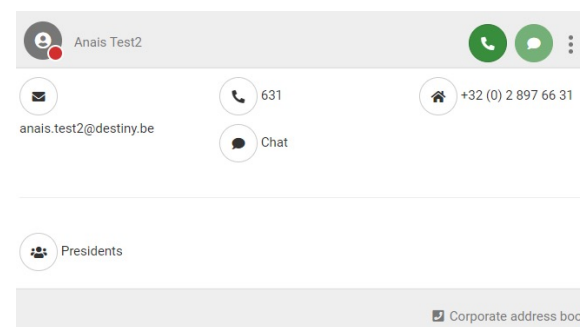 Anais Test2
631
+32 (0) 2 897 66 31
anais.test2@destiny.be
Chat
Presidents
Corporate address boo